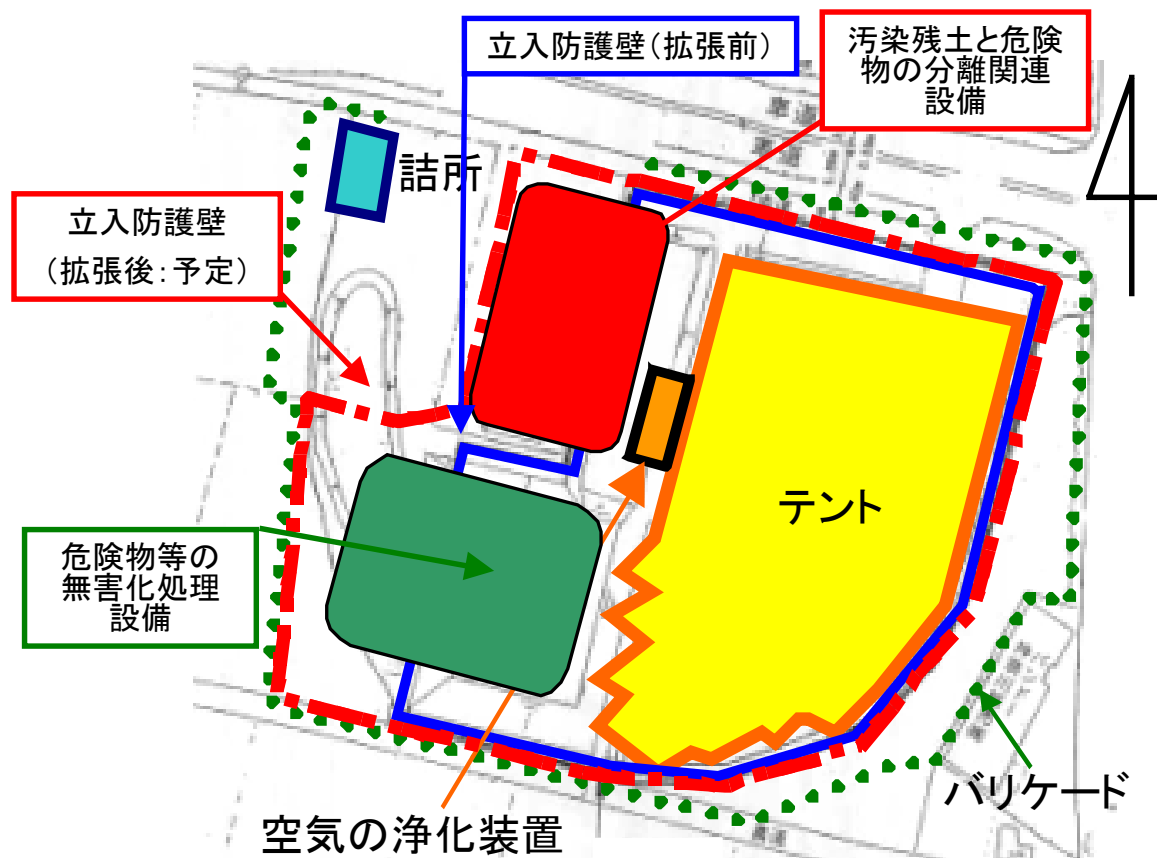 立入防護壁(拡張前)
汚染残土と危険
物の分離関連
設備
詰所
立入防護壁
(拡張後:予定)
テント
危険物等の
無害化処理
設備
バリケード
空気の浄化装置